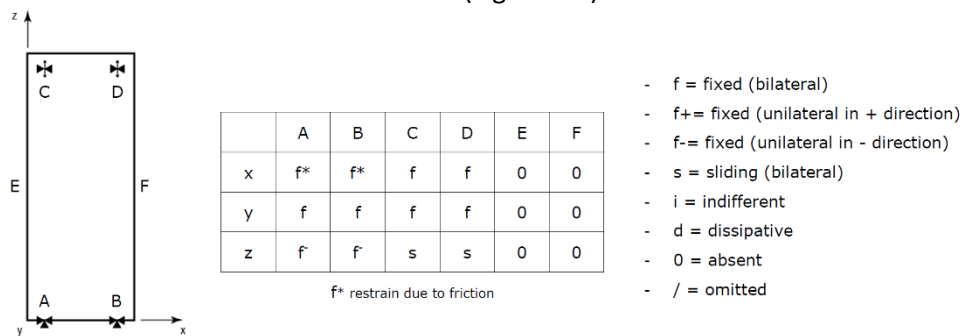 z
C D
E F
A B
y x
A B C D E F
x f* f* f f 0 0
y f f f f 0 0
z f- f- s s 0 0
f* restrain due to friction
- f = fixed (bilateral)
- f+= fixed (unilateral in + direction)
- f-= fixed (unilateral in - direction)
- s = sliding (bilateral)
- i = indifferent
- d = dissipative
- 0 = absent
- / = omitted